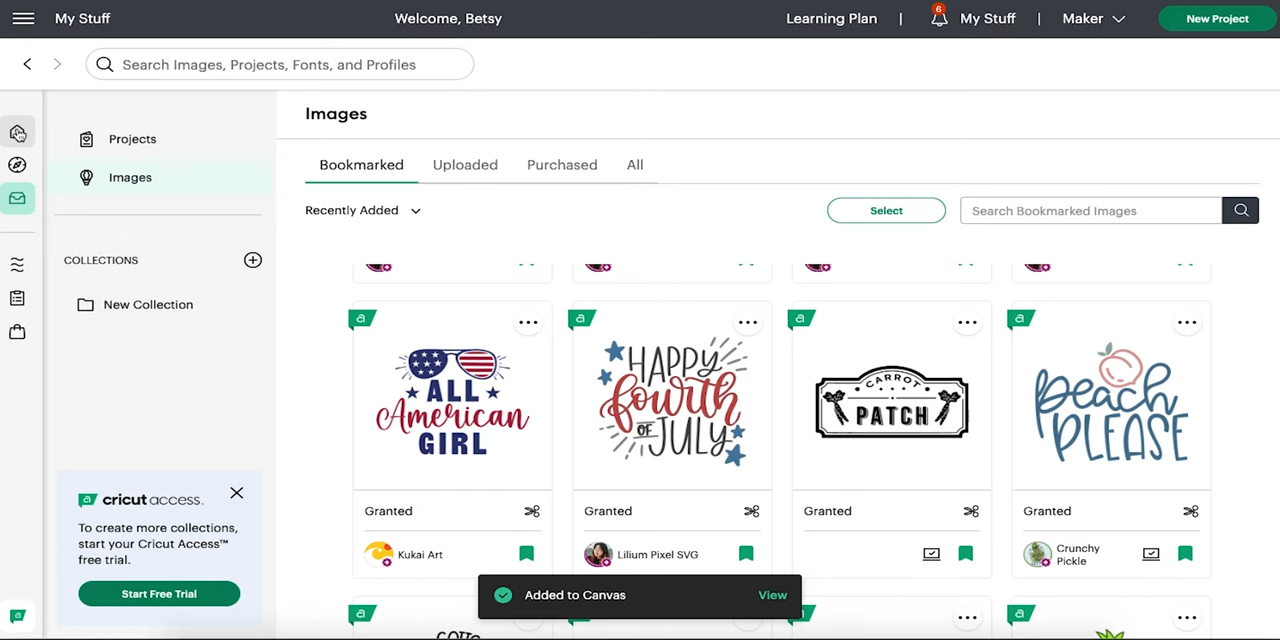 My Stuff
Welcome, Betsy
Learning Plan | 6 My Stuff | Maker
New Project
Search Images, Projects, Fonts, and Profiles
Projects
Images
COLLECTIONS
New Collection
a cricut access.
To create more collections,
start your Cricut Access™
free trial.
Start Free Trial
a
Images
Bookmarked Uploaded Purchased All
Recently Added
Select
Search Bookmarked Images
a
ALL
American
GIRL
Granted
Kukai Art
a
HAPPY
fourth
OF
JULY
Granted
Lilium Pixel SVG
a
CARROT
PATCH
Granted
a
peach
PLEASE
Granted
Crunchy
Pickle
Added to Canvas View
a
a